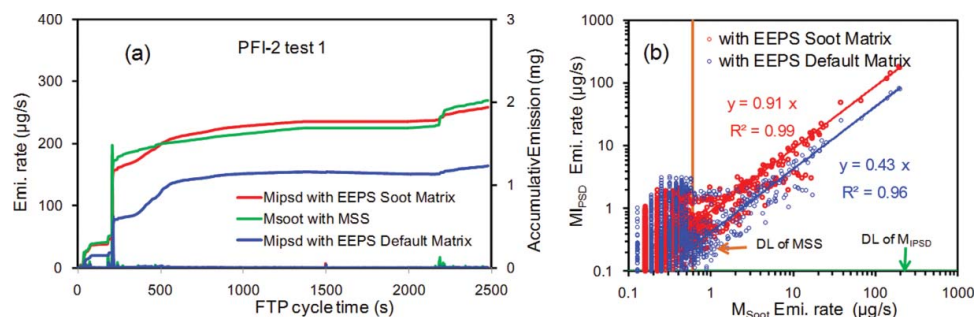 (a)
PFI-2 test 1
Emi. rate (µg/s)
400
300
200
100
0
3
2
1
0
AccumulativeEmission (mg)
Mipsd with EEPS Soot Matrix
Msoot with MSS
Mipsd with EEPS Default Matrix
0 500 1000 1500 2000 2500
FTP cycle time (s)
(b)
with EEPS Soot Matrix
with EEPS Default Matrix
MI_PSD Emi. rate (µg/s)
1000
100
10
1
0.1
y = 0.91 x
R² = 0.99
y = 0.43 x
R² = 0.96
DL of MSS
DL of M_IPSD
0.1 1 10 100 1000
M_Soot Emi. rate (µg/s)